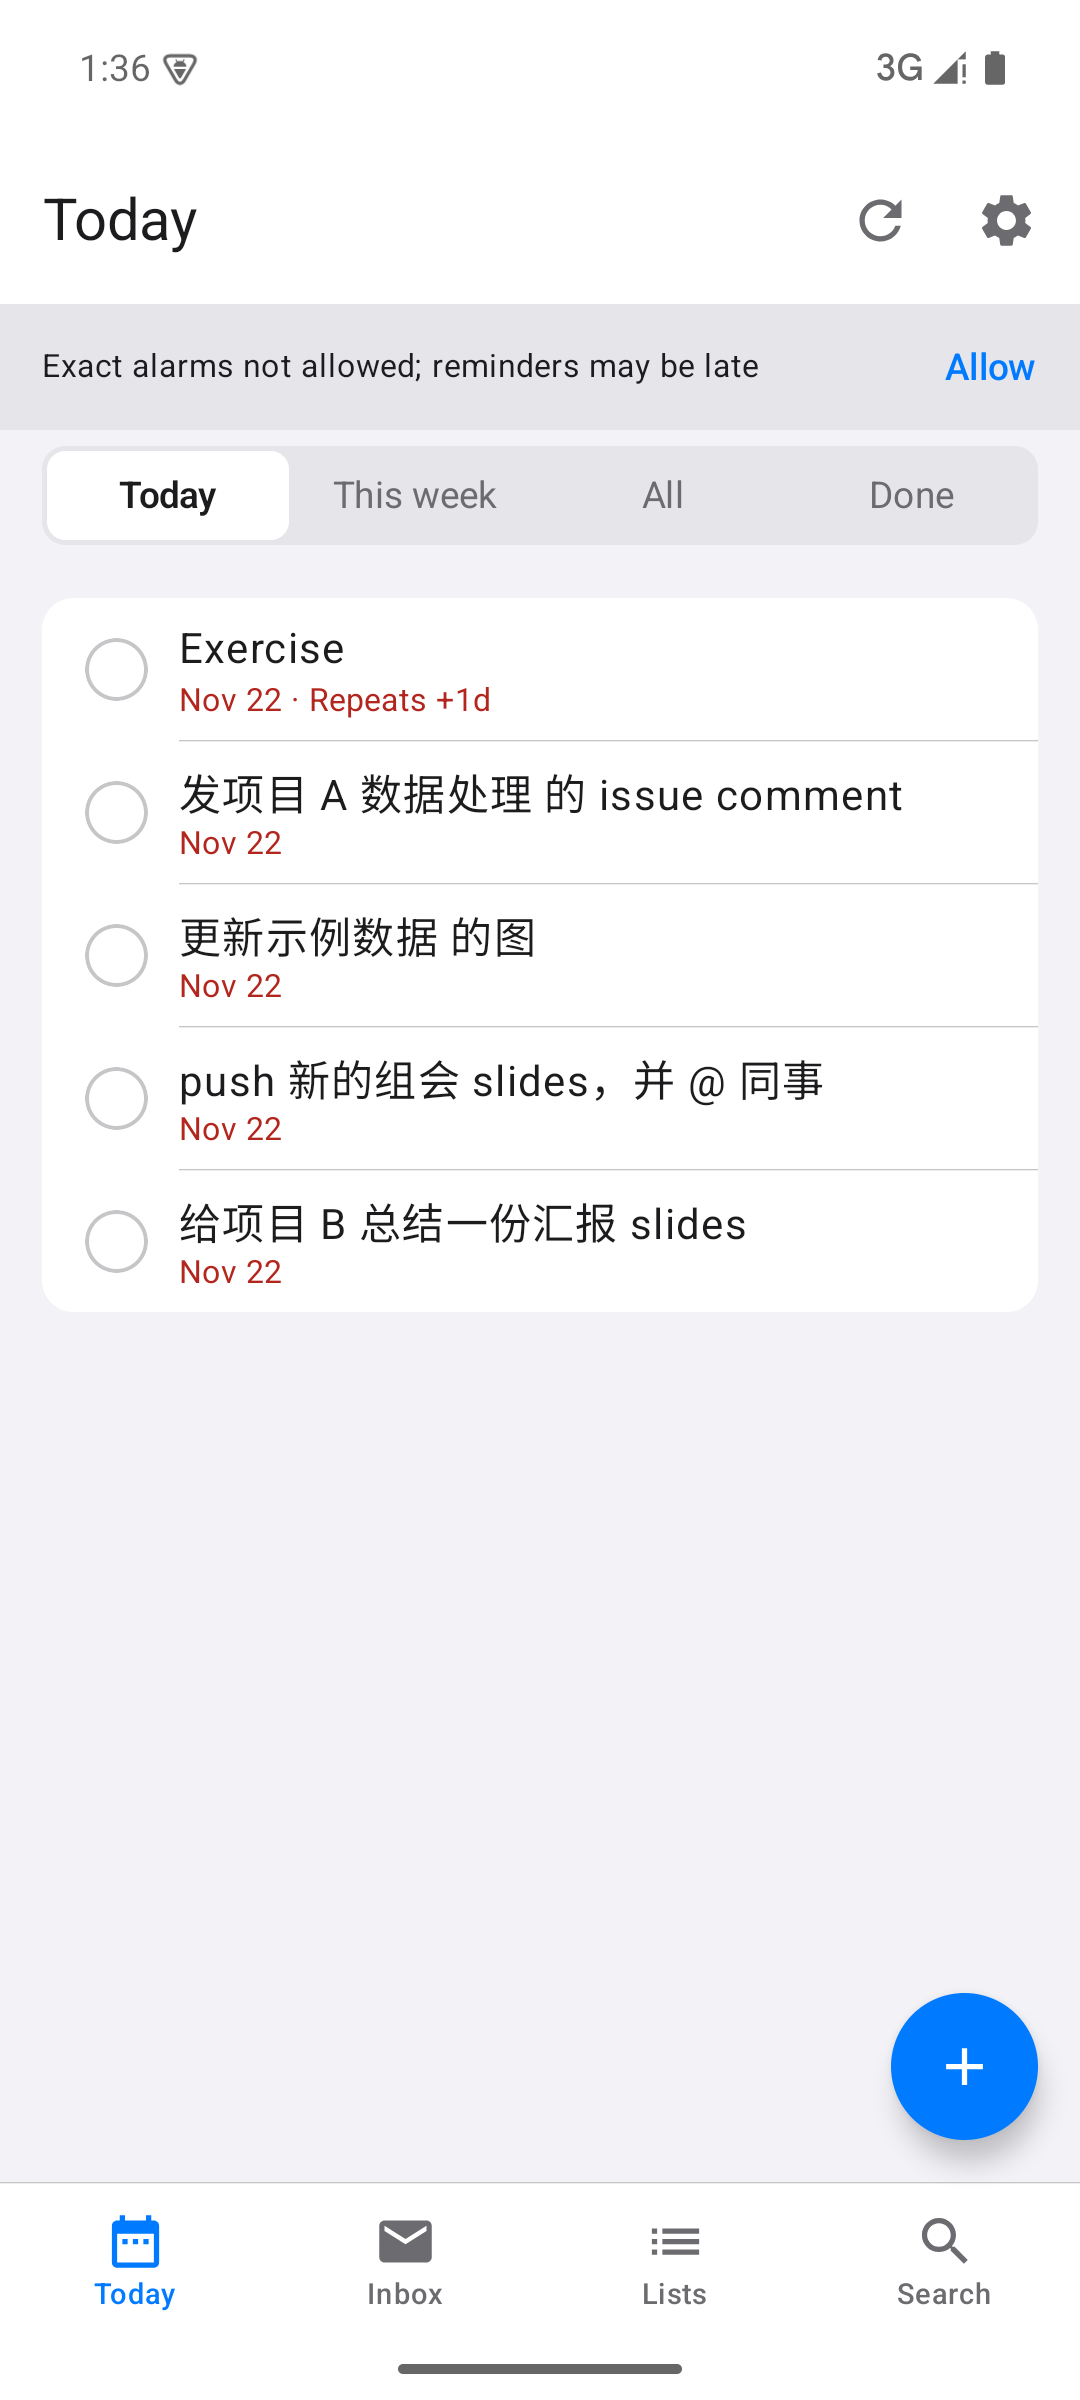 1:36
3G
Today
Exact alarms not allowed; reminders may be late
Allow
Today
This week
All
Done
Exercise
Nov 22 · Repeats +1d
发项目 A 数据处理 的 issue comment
Nov 22
更新示例数据 的图
Nov 22
push 新的组会 slides，并 @ 同事
Nov 22
给项目 B 总结一份汇报 slides
Nov 22
Today
Inbox
Lists
Search